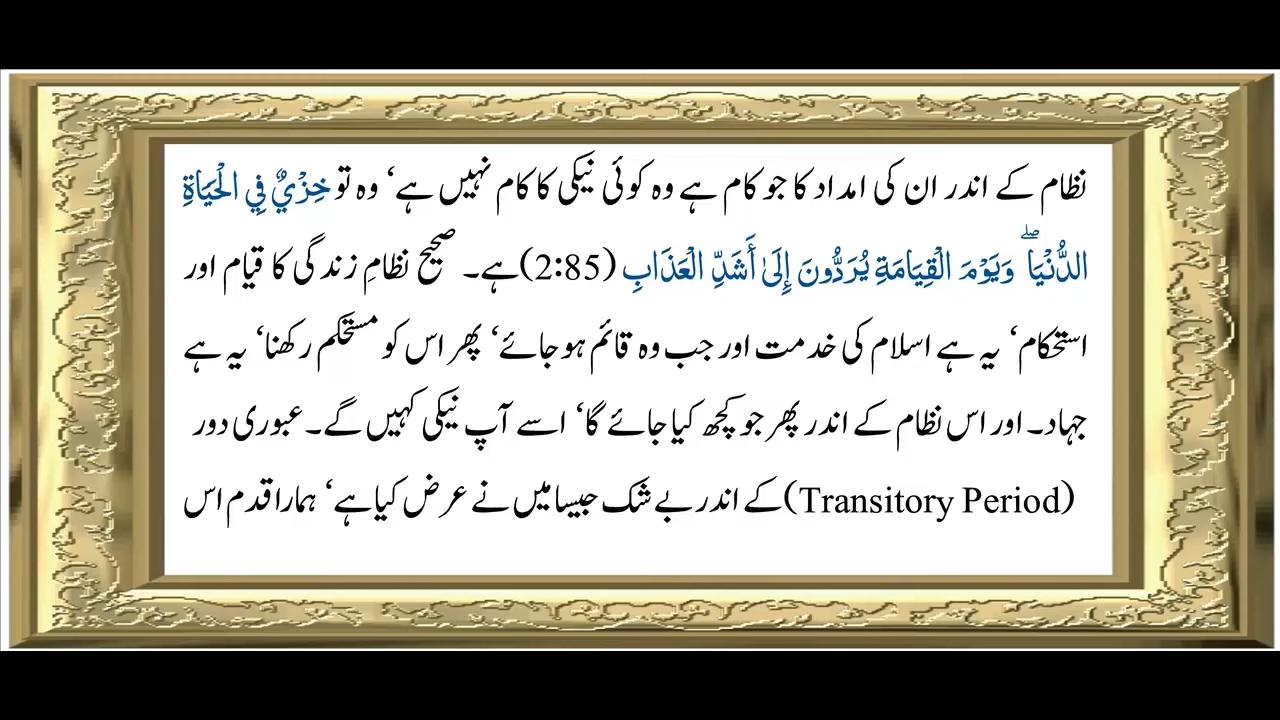 نظام کے اندر ان کی امداد کا جو کام ہے وہ کوئی نیکی کا کام نہیں ہے‘ وہ تو خِزْيٌ فِي الْحَيَاةِ
الدُّنْيَا ۖ وَيَوْمَ الْقِيَامَةِ يُرَدُّونَ إِلَىٰ أَشَدِّ الْعَذَابِ (2:85) ہے۔ صحیح نظامِ زندگی کا قیام اور
استحکام‘ یہ ہے اسلام کی خدمت اور جب وہ قائم ہو جائے‘ پھر اس کو مستحکم رکھنا‘ یہ ہے
جہاد۔ اور اس نظام کے اندر پھر جو کچھ کیا جائے گا‘ اسے آپ نیکی کہیں گے۔ عبوری دور
(Transitory Period) کے اندر بے شک جیسا میں نے عرض کیا ہے‘ ہمارا قدم اس